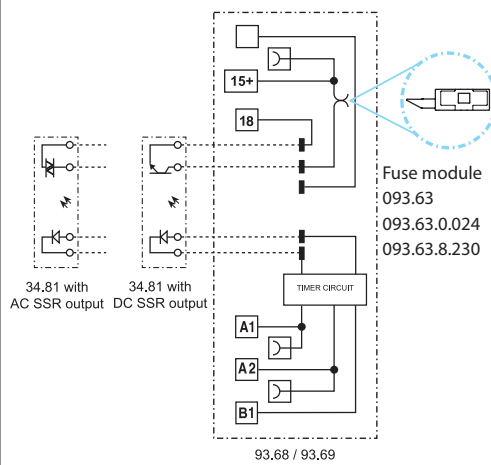 15+
18
Fuse module
093.63
093.63.0.024
093.63.8.230
34.81 with
AC SSR output
34.81 with
DC SSR output
TIMER CIRCUIT
A1
A2
B1
93.68 / 93.69